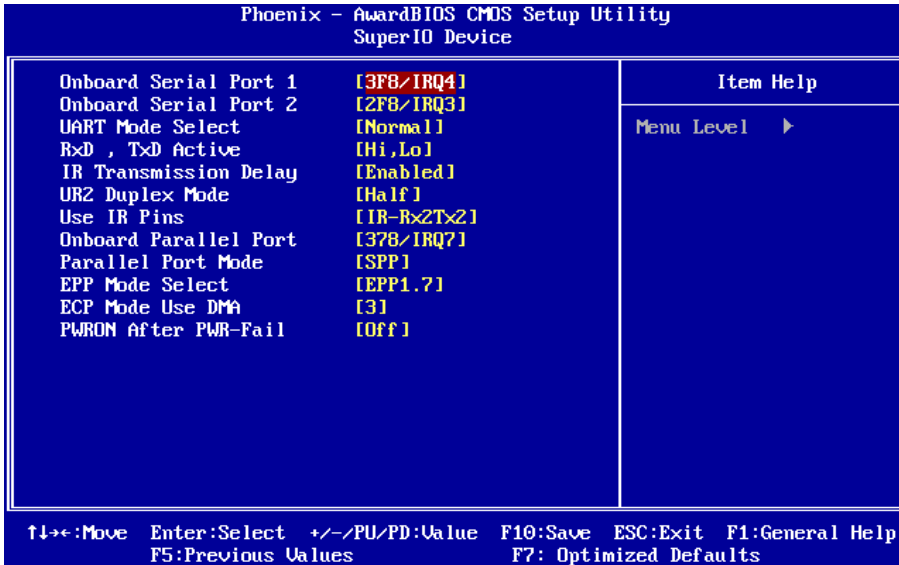 Phoenix - AwardBIOS CMOS Setup Utility
SuperIO Device
Onboard Serial Port 1 [3F8/IRQ4]
Onboard Serial Port 2 [2F8/IRQ3]
UART Mode Select [Normal]
RxD , TxD Active [Hi,Lo]
IR Transmission Delay [Enabled]
UR2 Duplex Mode [Half]
Use IR Pins [IR-Rx2Tx2]
Onboard Parallel Port [378/IRQ7]
Parallel Port Mode [SPP]
EPP Mode Select [EPP1.7]
ECP Mode Use DMA [3]
PWRON After PWR-Fail [Off]
Item Help
Menu Level ▶
↑↓→←:Move Enter:Select +/-/PU/PD:Value F10:Save ESC:Exit F1:General Help
F5:Previous Values F7: Optimized Defaults